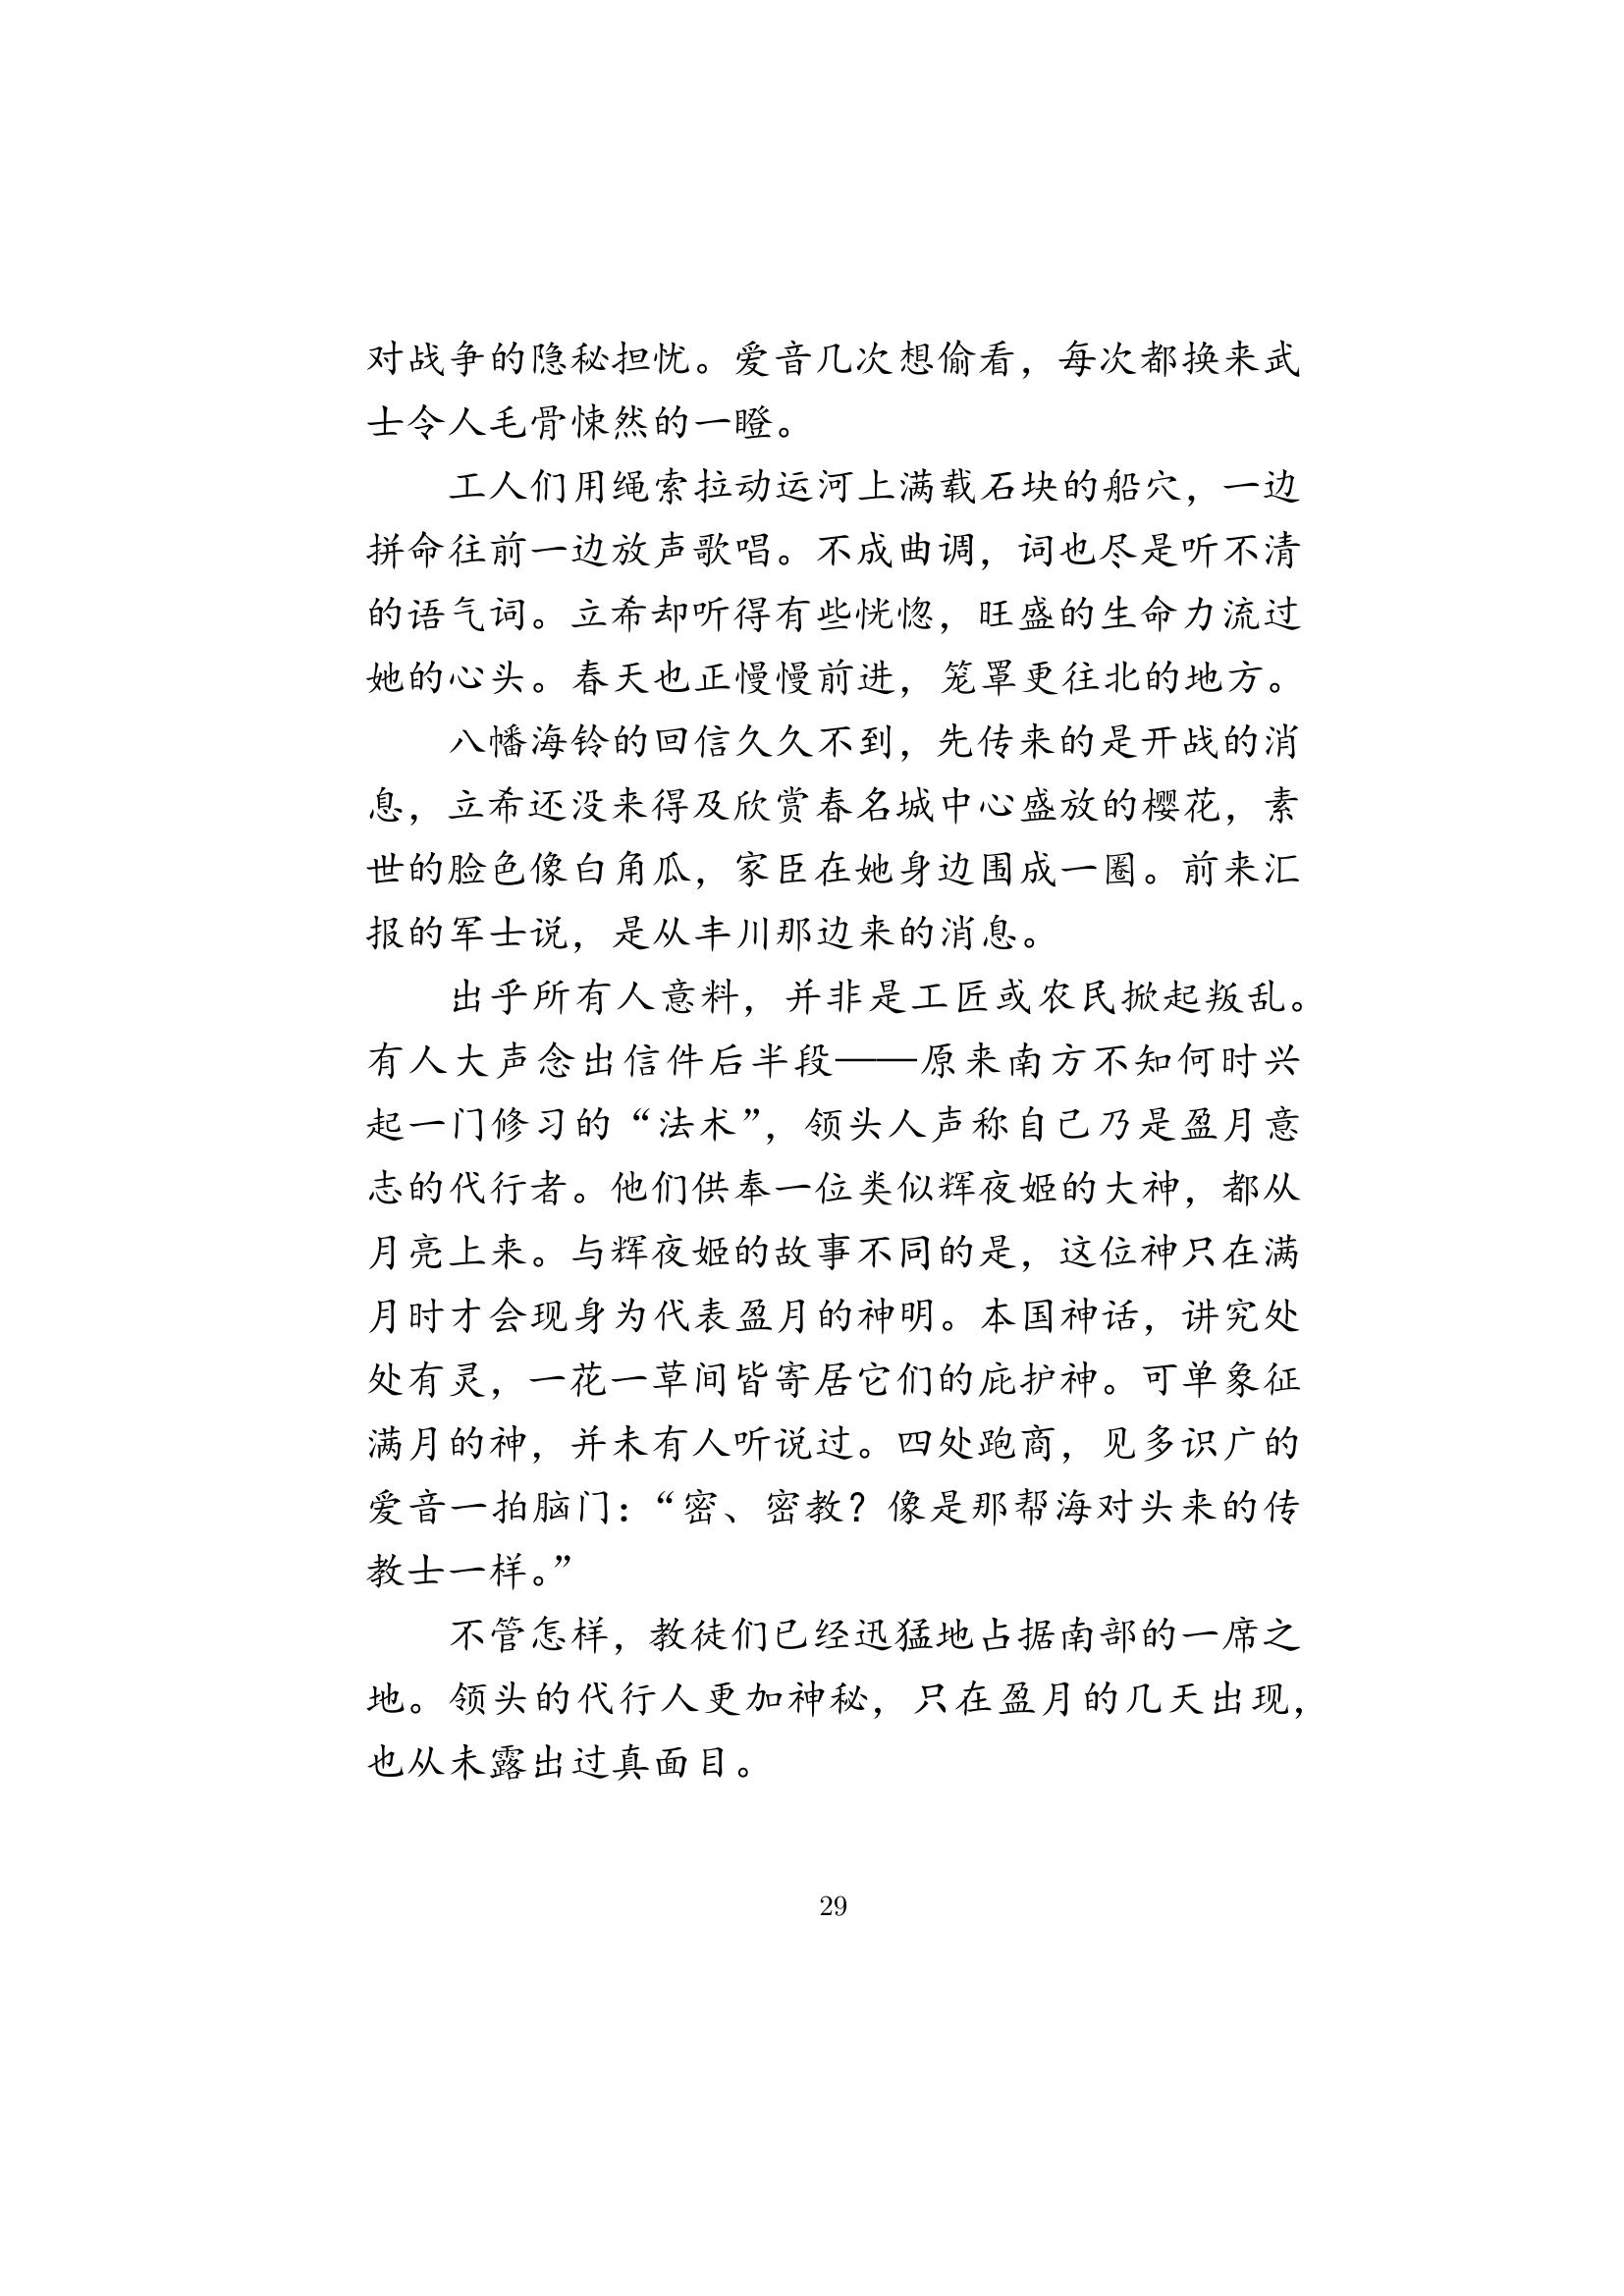 对战争的隐秘担忧。爱音几次想偷看，每次都换来武
士令人毛骨悚然的一瞪。
工人们用绳索拉动运河上满载石块的船穴，一边
拼命往前一边放声歌唱。不成曲调，词也尽是听不清
的语气词。立希却听得有些恍惚，旺盛的生命力流过
她的心头。春天也正慢慢前进，笼罩更往北的地方。
八幡海铃的回信久久不到，先传来的是开战的消
息，立希还没来得及欣赏春名城中心盛放的樱花，素
世的脸色像白角瓜，家臣在她身边围成一圈。前来汇
报的军士说，是从丰川那边来的消息。
出乎所有人意料，并非是工匠或农民掀起叛乱。
有人大声念出信件后半段——原来南方不知何时兴
起一门修习的“法术”，领头人声称自己乃是盈月意
志的代行者。他们供奉一位类似辉夜姬的大神，都从
月亮上来。与辉夜姬的故事不同的是，这位神只在满
月时才会现身为代表盈月的神明。本国神话，讲究处
处有灵，一花一草间皆寄居它们的庇护神。可单象征
满月的神，并未有人听说过。四处跑商，见多识广的
爱音一拍脑门：“密、密教？像是那帮海对头来的传
教士一样。”
不管怎样，教徒们已经迅猛地占据南部的一席之
地。领头的代行人更加神秘，只在盈月的几天出现，
也从未露出过真面目。
29